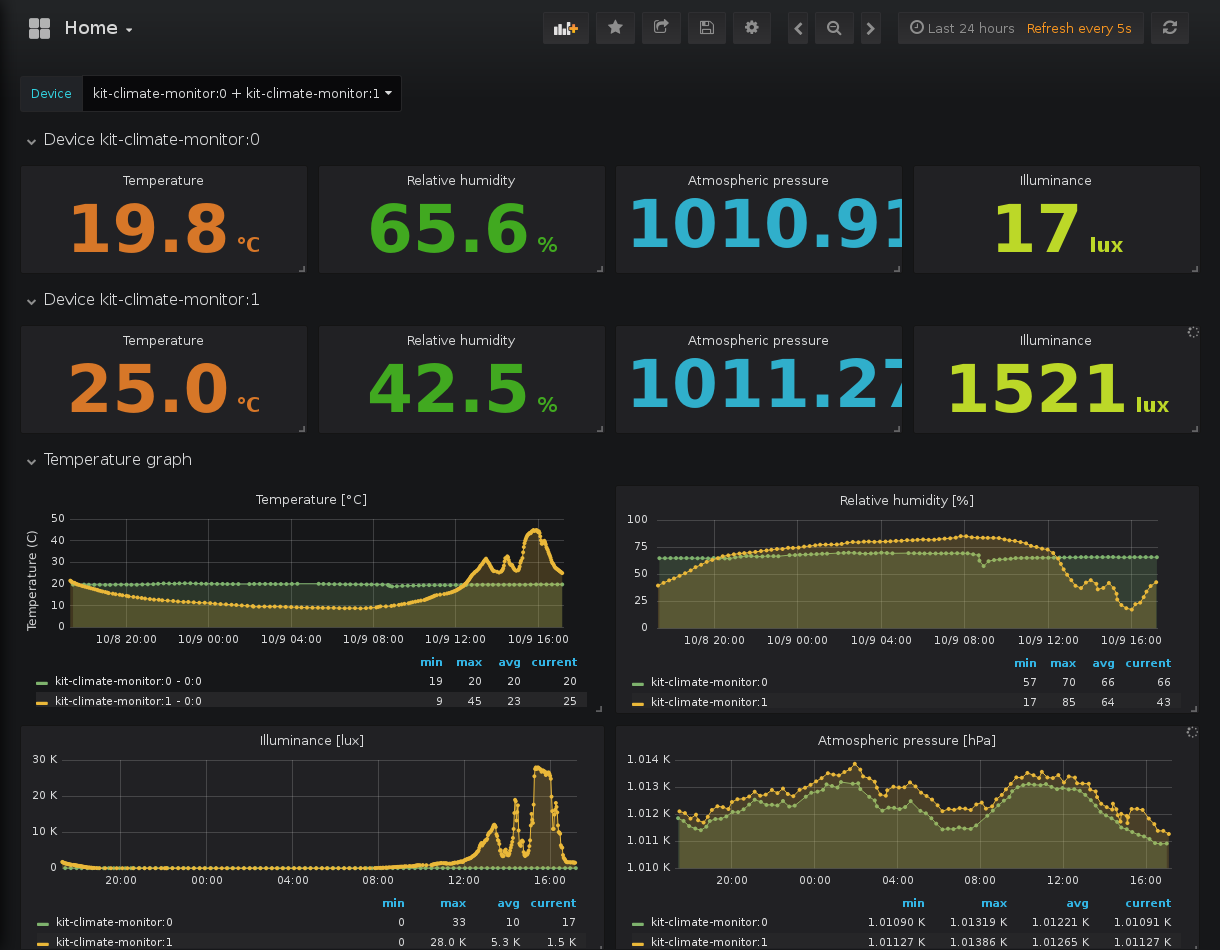 Home
Last 24 hours Refresh every 5s
Device kit-climate-monitor:0 + kit-climate-monitor:1
Device kit-climate-monitor:0
Temperature Relative humidity Atmospheric pressure Illuminance
19.8 °C 65.6 % 1010.91 17 lux
Device kit-climate-monitor:1
Temperature Relative humidity Atmospheric pressure Illuminance
25.0 °C 42.5 % 1011.27 1521 lux
Temperature graph
Temperature [°C]
Temperature (C)
50
40
30
20
10
0
10/8 20:00 10/9 00:00 10/9 04:00 10/9 08:00 10/9 12:00 10/9 16:00
min max avg current
kit-climate-monitor:0 - 0:0 19 20 20 20
kit-climate-monitor:1 - 0:0 9 45 23 25
Relative humidity [%]
100
75
50
25
0
10/8 20:00 10/9 00:00 10/9 04:00 10/9 08:00 10/9 12:00 10/9 16:00
min max avg current
kit-climate-monitor:0 57 70 66 66
kit-climate-monitor:1 17 85 64 43
Illuminance [lux]
30 K
20 K
10 K
0
20:00 00:00 04:00 08:00 12:00 16:00
min max avg current
kit-climate-monitor:0 0 33 10 17
kit-climate-monitor:1 0 28.0 K 5.3 K 1.5 K
Atmospheric pressure [hPa]
1.014 K
1.013 K
1.012 K
1.011 K
1.010 K
20:00 00:00 04:00 08:00 12:00 16:00
min max avg current
kit-climate-monitor:0 1.01090 K 1.01319 K 1.01221 K 1.01091 K
kit-climate-monitor:1 1.01127 K 1.01386 K 1.01265 K 1.01127 K